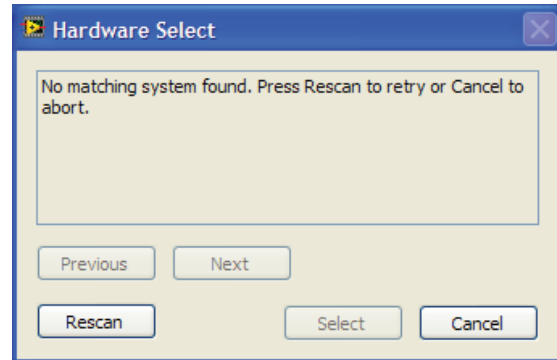 Hardware Select
No matching system found. Press Rescan to retry or Cancel to
abort.
Previous Next
Rescan Select Cancel